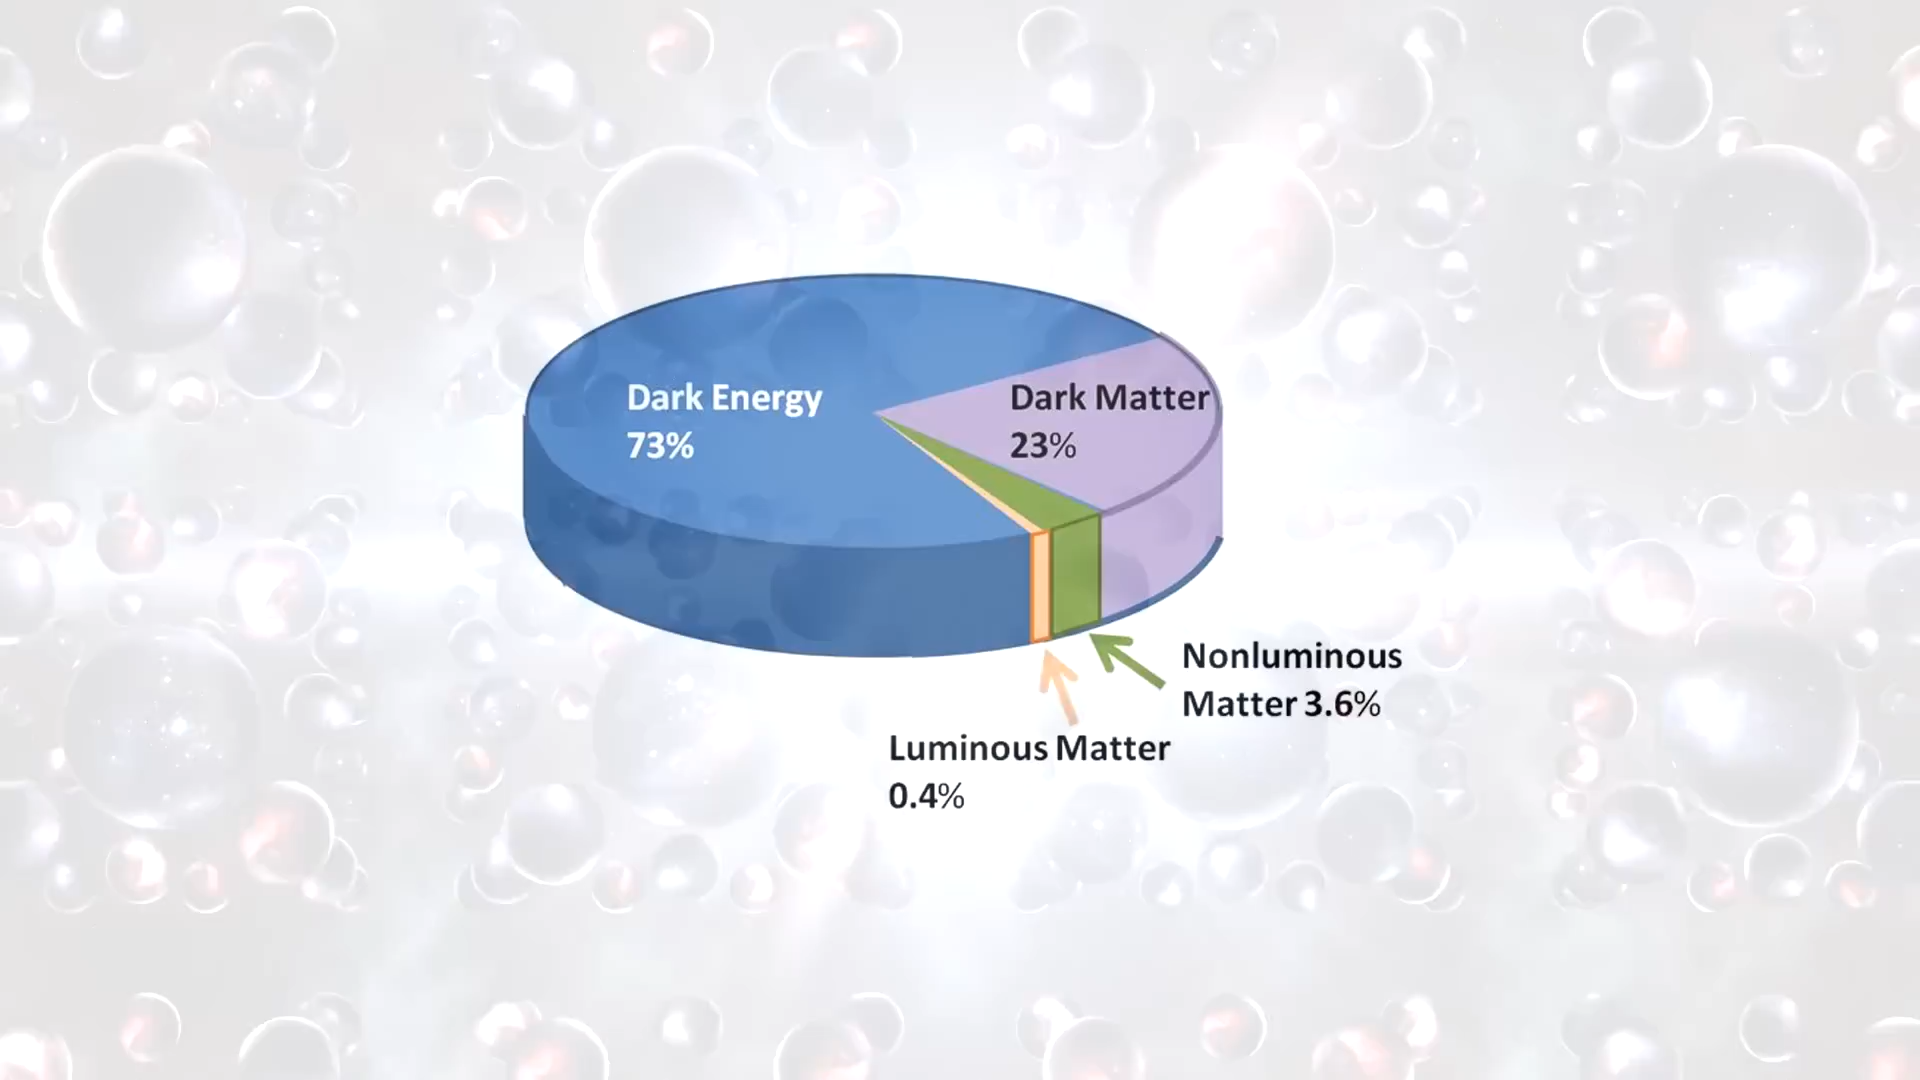 Dark Energy
73%
Dark Matter
23%
Nonluminous
Matter 3.6%
Luminous Matter
0.4%